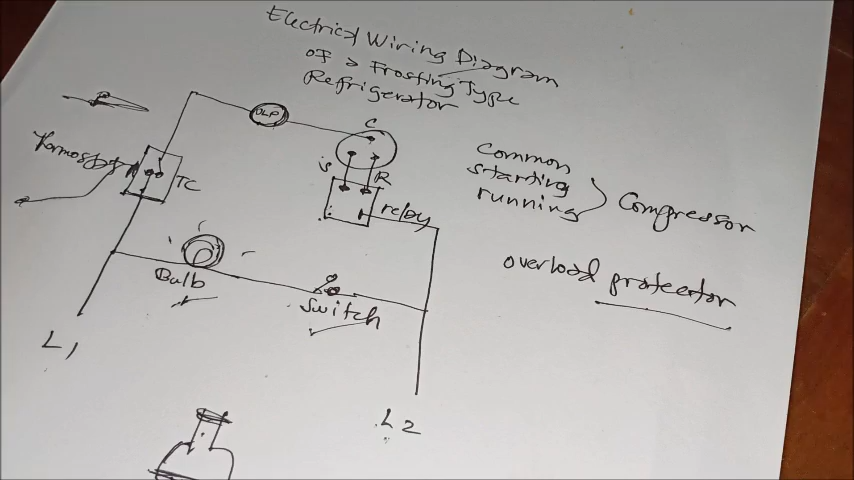 Electrical Wiring Diagram
of a Frosting Type
Refrigerator
OLP
C
Thermostat
TC
S
R
relay
Common
starting
running
Compressor
overload protector
Bulb
Switch
L1
L2